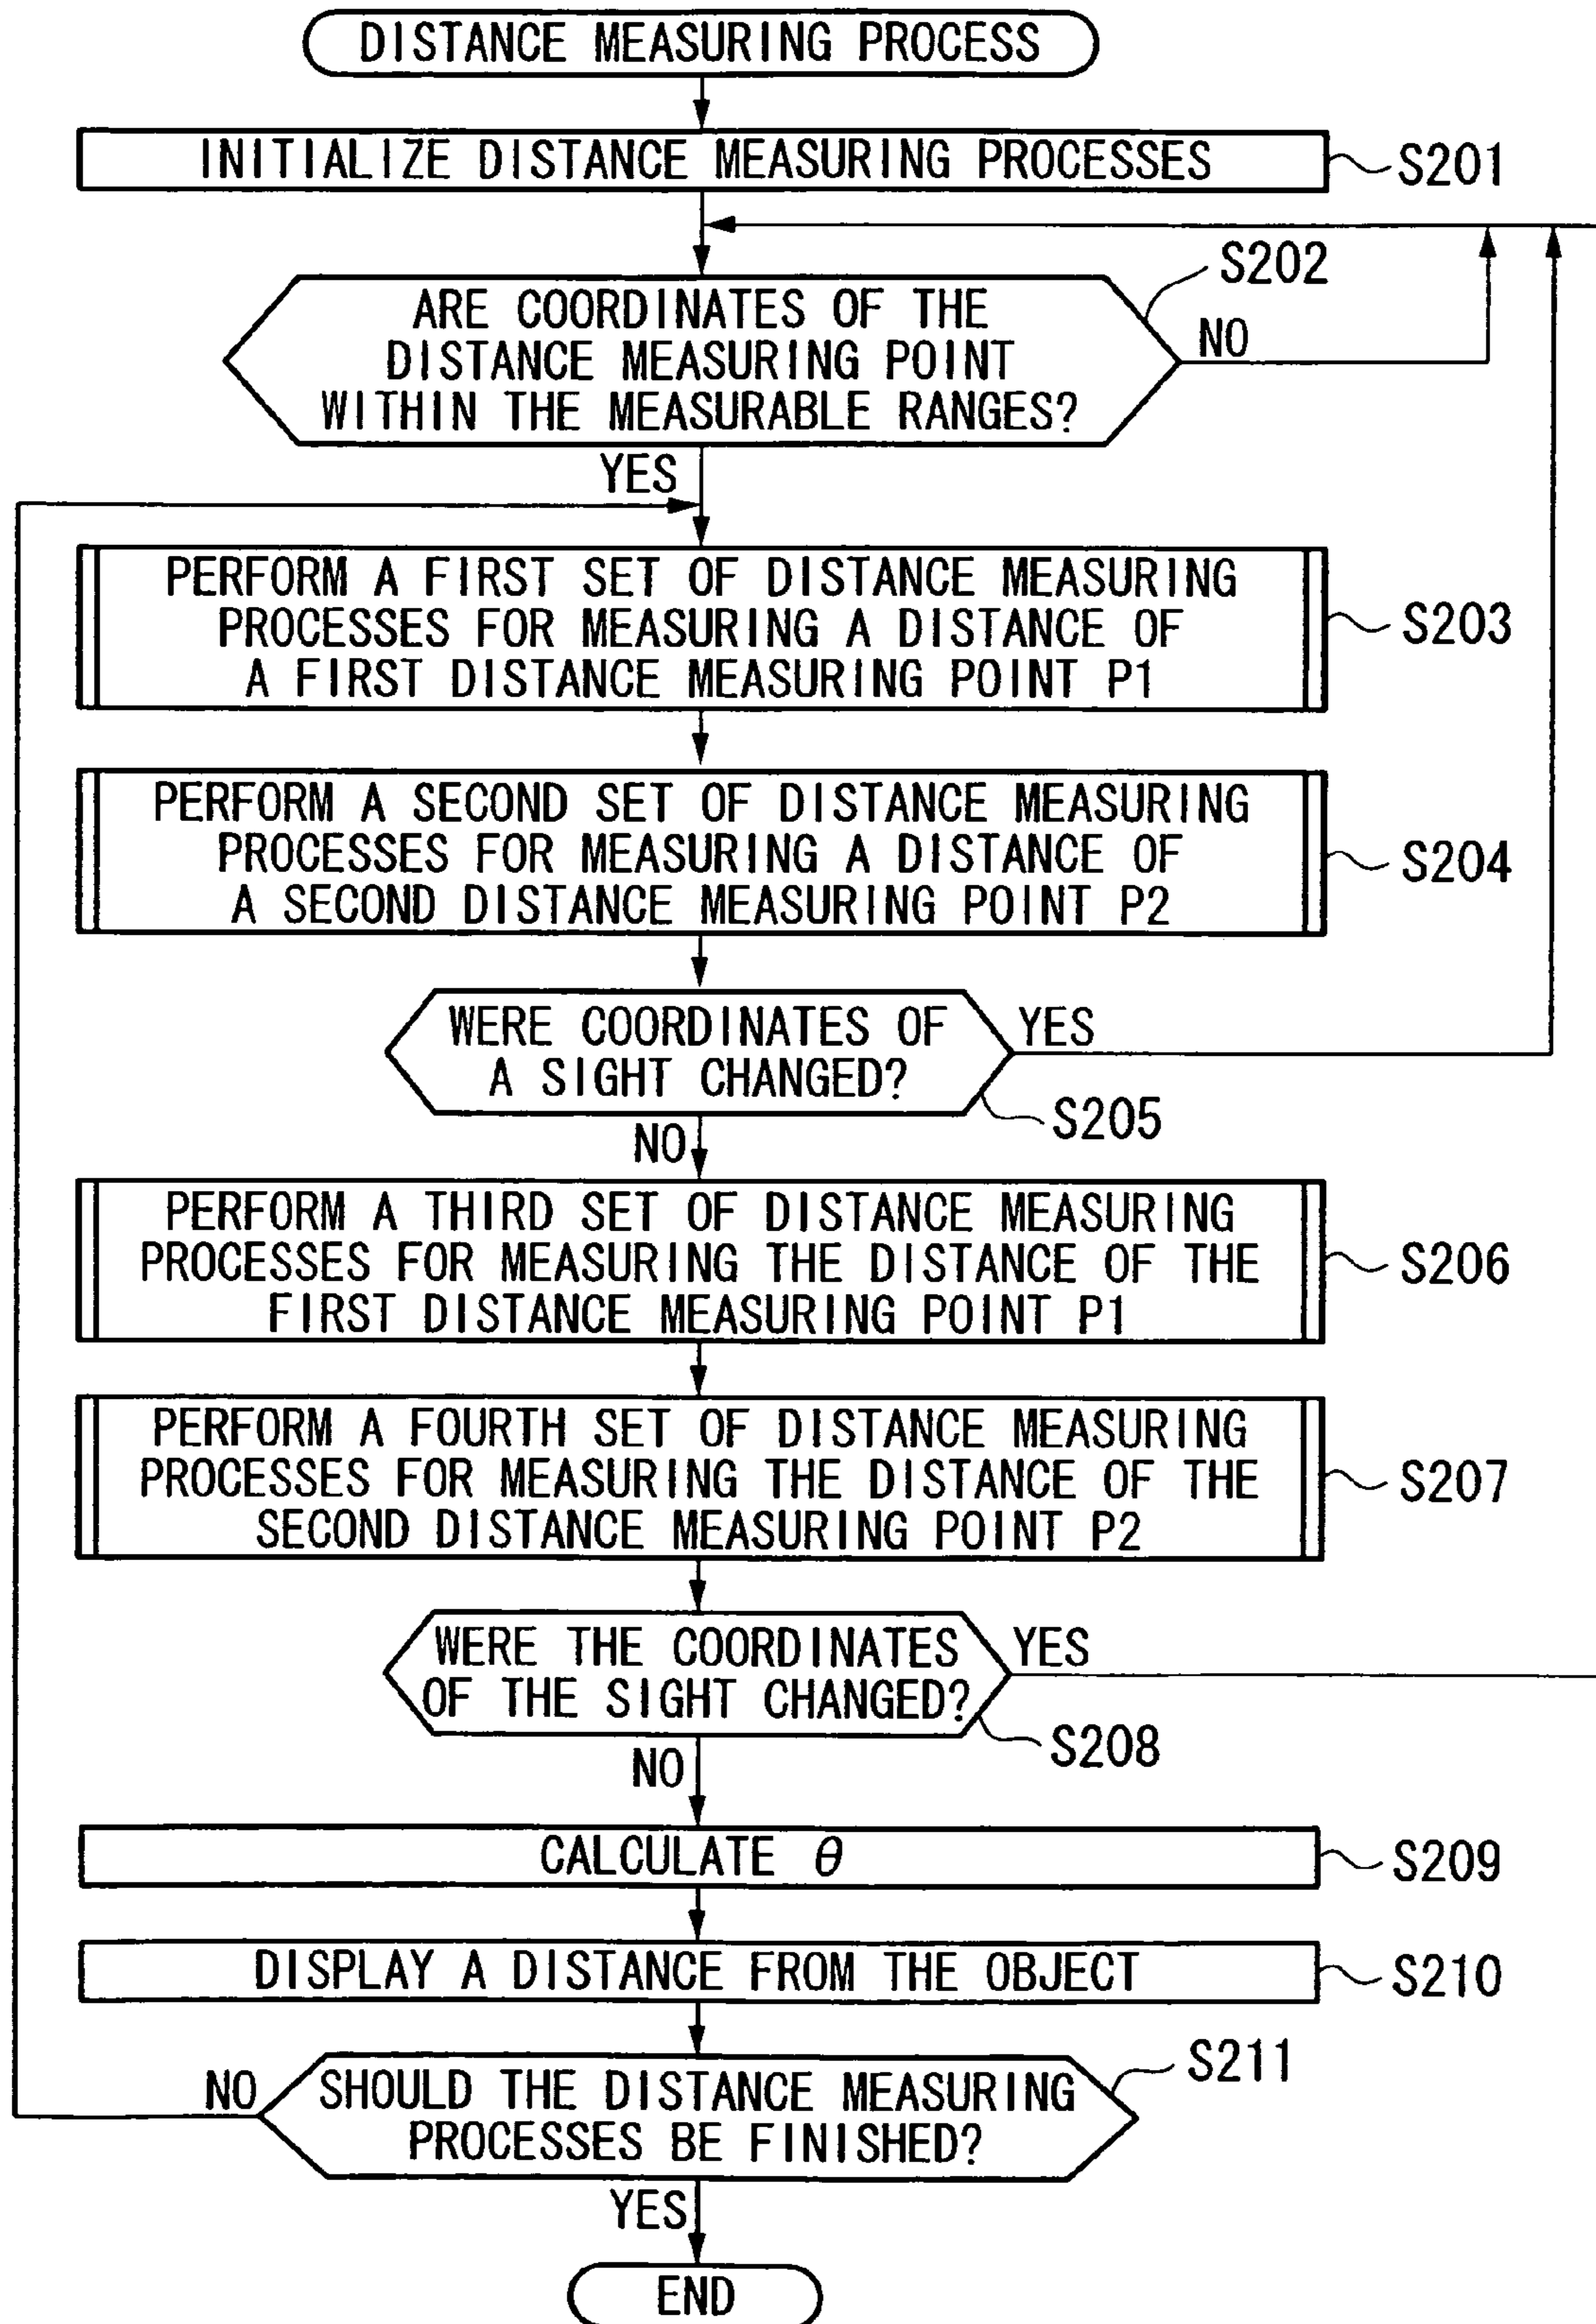 DISTANCE MEASURING PROCESS
INITIALIZE DISTANCE MEASURING PROCESSES
S201
S202
ARE COORDINATES OF THE
DISTANCE MEASURING POINT
WITHIN THE MEASURABLE RANGES?
NO
YES
PERFORM A FIRST SET OF DISTANCE MEASURING
PROCESSES FOR MEASURING A DISTANCE OF
A FIRST DISTANCE MEASURING POINT P1
S203
PERFORM A SECOND SET OF DISTANCE MEASURING
PROCESSES FOR MEASURING A DISTANCE OF
A SECOND DISTANCE MEASURING POINT P2
S204
WERE COORDINATES OF
A SIGHT CHANGED?
YES
S205
NO
PERFORM A THIRD SET OF DISTANCE MEASURING
PROCESSES FOR MEASURING THE DISTANCE OF THE
FIRST DISTANCE MEASURING POINT P1
S206
PERFORM A FOURTH SET OF DISTANCE MEASURING
PROCESSES FOR MEASURING THE DISTANCE OF THE
SECOND DISTANCE MEASURING POINT P2
S207
WERE THE COORDINATES
OF THE SIGHT CHANGED?
YES
S208
NO
CALCULATE θ
S209
DISPLAY A DISTANCE FROM THE OBJECT
S210
S211
NO
SHOULD THE DISTANCE MEASURING
PROCESSES BE FINISHED?
YES
END